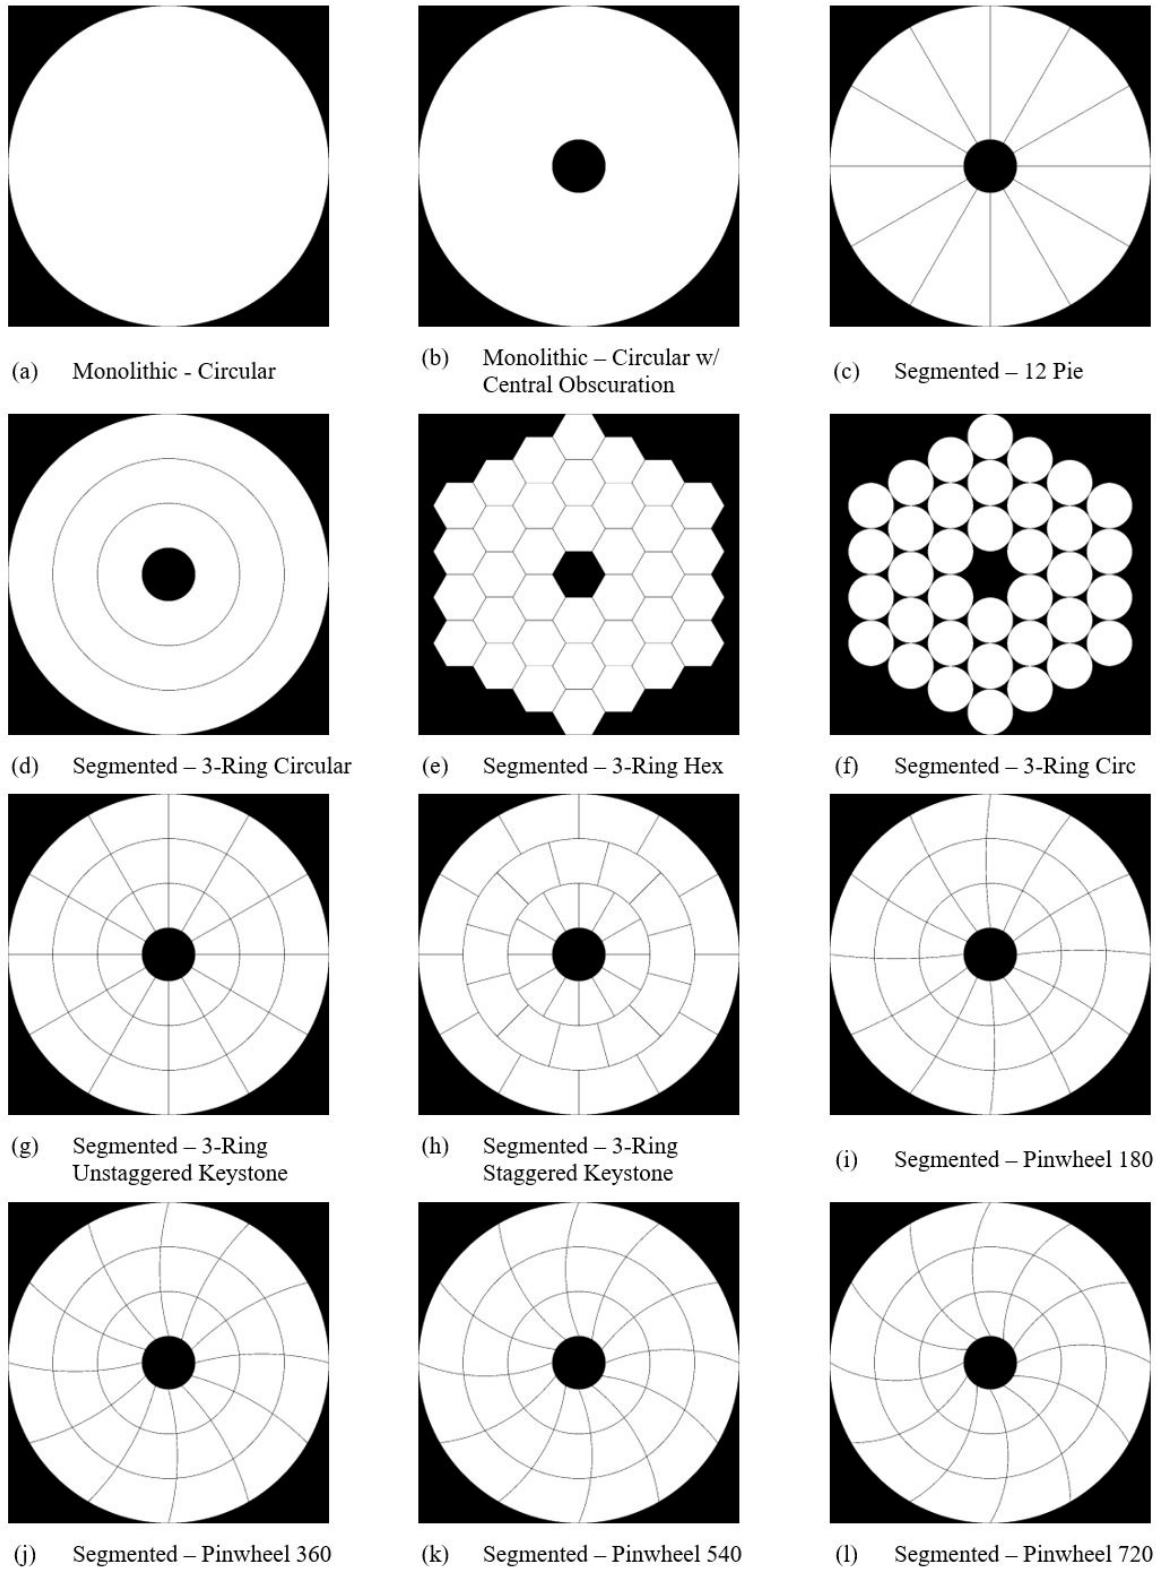 (a) Monolithic - Circular
(b) Monolithic – Circular w/
Central Obscuration
(c) Segmented – 12 Pie
(d) Segmented – 3-Ring Circular
(e) Segmented – 3-Ring Hex
(f) Segmented – 3-Ring Circ
(g) Segmented – 3-Ring
Unstaggered Keystone
(h) Segmented – 3-Ring
Staggered Keystone
(i) Segmented – Pinwheel 180
(j) Segmented – Pinwheel 360
(k) Segmented – Pinwheel 540
(l) Segmented – Pinwheel 720